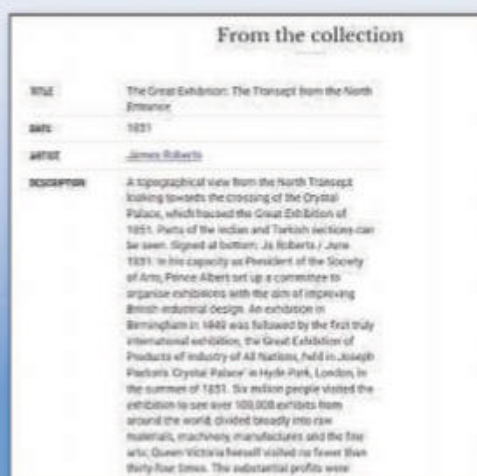 From the collection
TITLE
The Great Exhibition: The Transept from the North
Entrance
DATE
1851
ARTIST
James Roberts
DESCRIPTION
A topographical view from the North Transept
looking towards the crossing of the Crystal
Palace, which housed the Great Exhibition of
1851. Parts of the Indian and Turkish sections can
be seen. Signed at bottom: Js Roberts / June
1851. In his capacity as President of the Society
of Arts, Prince Albert set up a committee to
organise exhibitions with the aim of improving
British industrial design. An exhibition in
Birmingham in 1849 was followed by the first truly
international exhibition, the Great Exhibition of
Products of Industry of All Nations, held in Joseph
Paxton's 'Crystal Palace' in Hyde Park, London, in
the summer of 1851. Six million people visited the
exhibition to see over 100,000 exhibits from
around the world, divided broadly into raw
materials, machinery, manufactures and the fine
arts; Queen Victoria herself visited no fewer than
thirty-four times. The substantial profits were